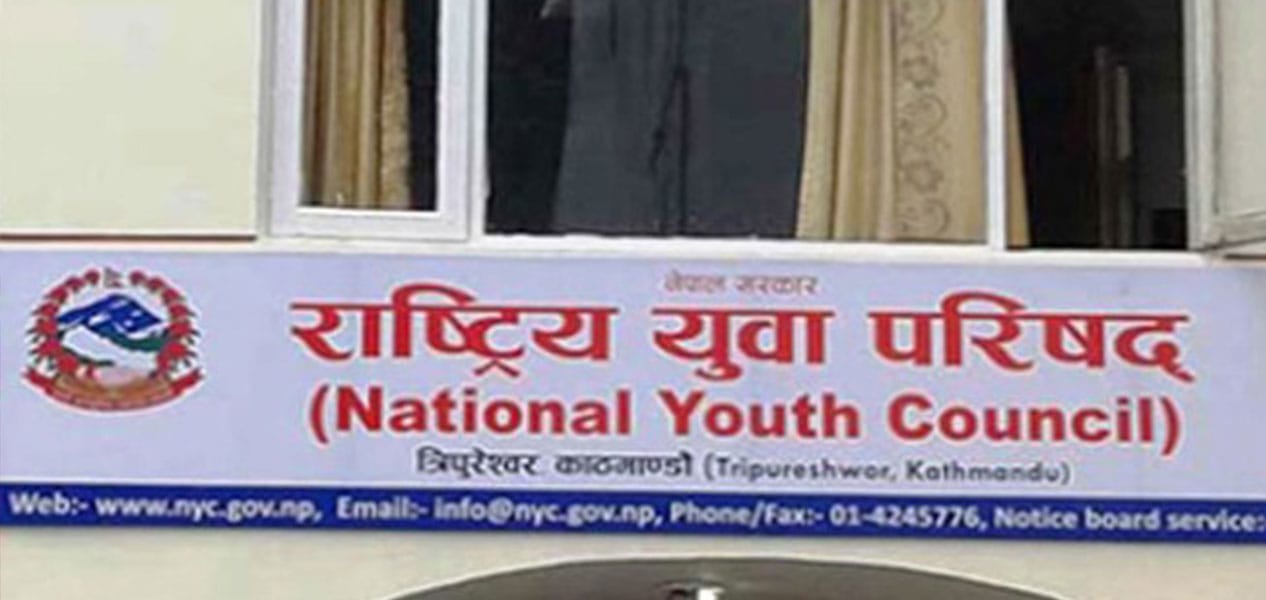 नेपाल सरकार
राष्ट्रिय युवा परिषद्
(National Youth Council)
त्रिपुरेश्वर काठमाण्डौ (Tripureshwor, Kathmandu)
Web:- www.nyc.gov.np, Email:- info@nyc.gov.np, Phone/Fax:- 01-4245776, Notice board service: